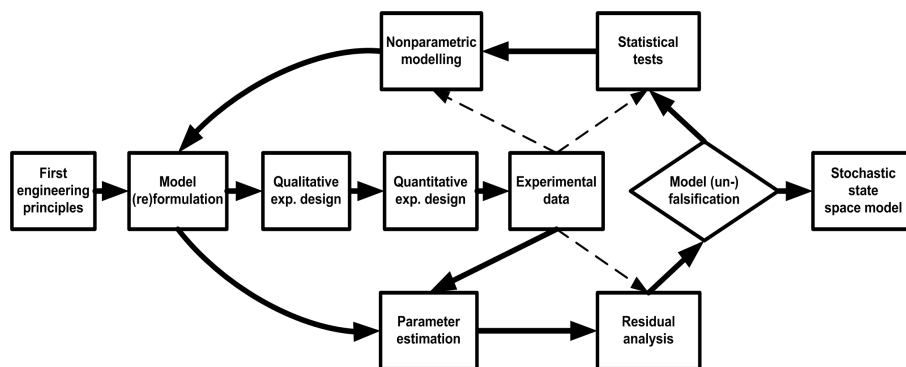 Nonparametric
modelling
Statistical
tests
First
engineering
principles
Model
(re)formulation
Qualitative
exp. design
Quantitative
exp. design
Experimental
data
Model (un-)
falsification
Stochastic
state
space model
Parameter
estimation
Residual
analysis